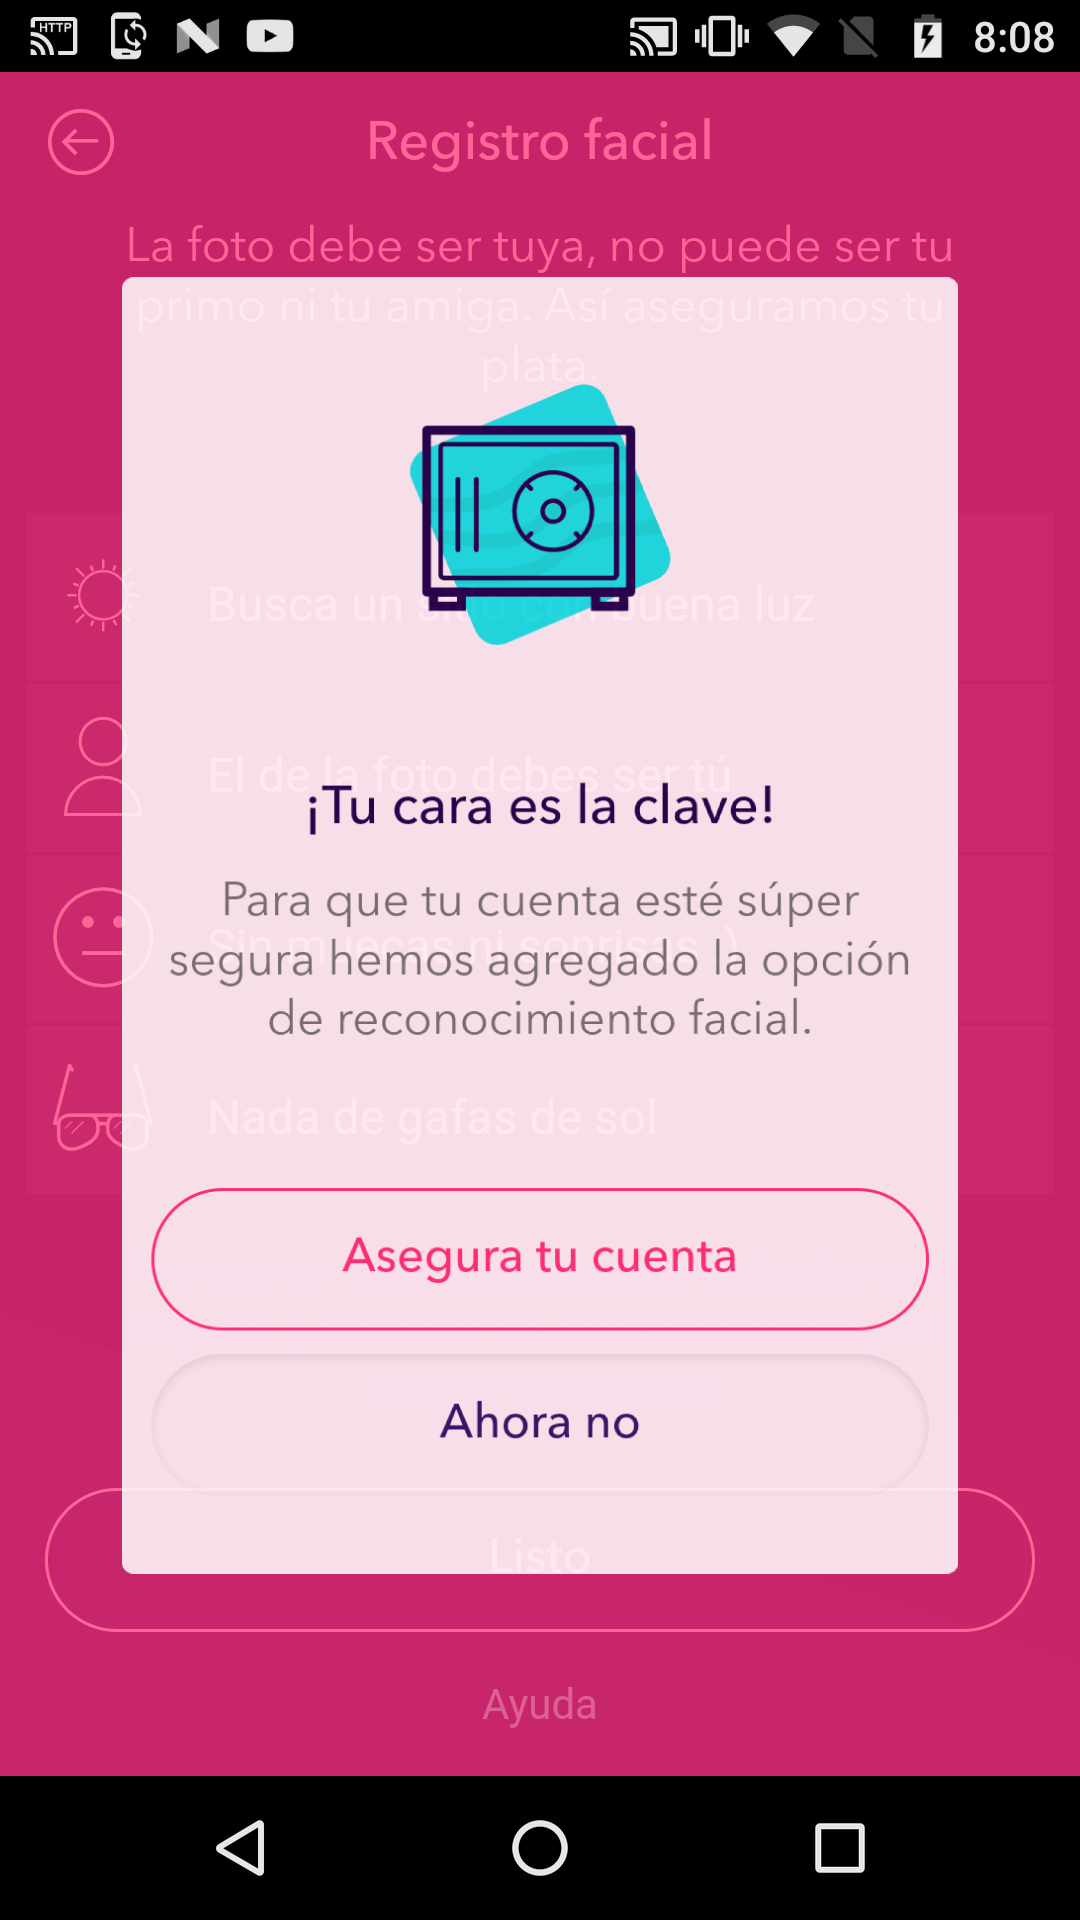 HTTP
8:08
Registro facial
La foto debe ser tuya, no puede ser tu
primo ni tu amiga. Así aseguramos tu
plata.
Busca un sitio con buena luz
El de la foto debes ser tú
¡Tu cara es la clave!
Para que tu cuenta esté súper
Sin muecas ni sonrisas :)
segura hemos agregado la opción
de reconocimiento facial.
Nada de gafas de sol
Asegura tu cuenta
Ahora no
Listo
Ayuda